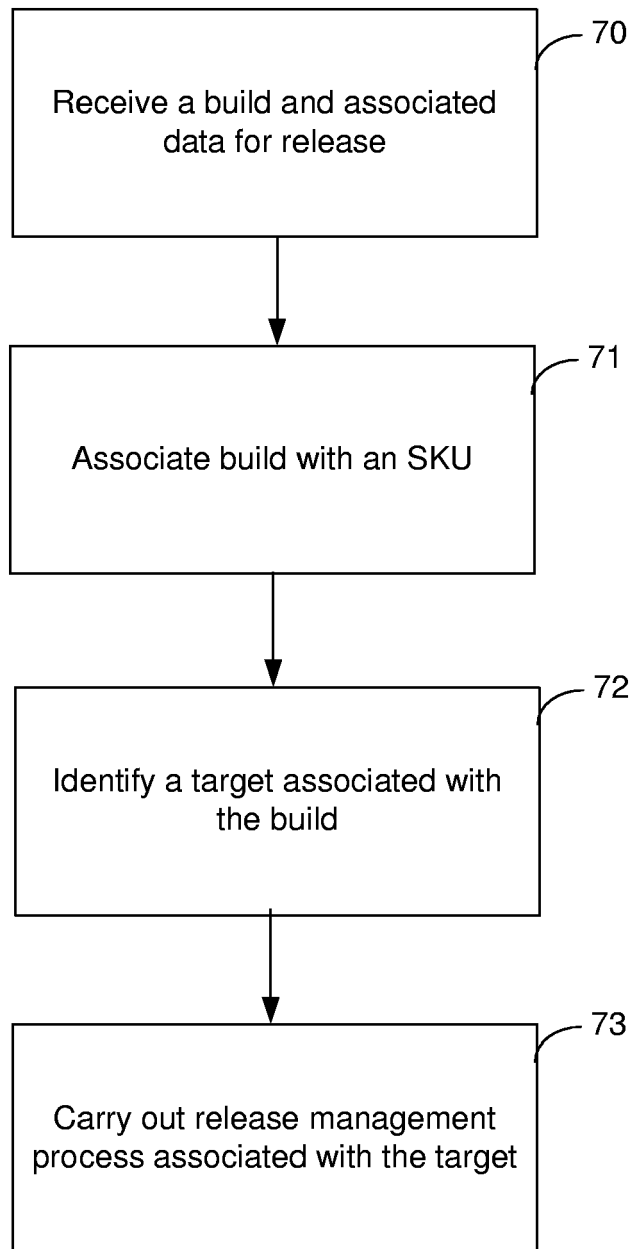 70
Receive a build and associated
data for release
71
Associate build with an SKU
72
Identify a target associated with
the build
73
Carry out release management
process associated with the target